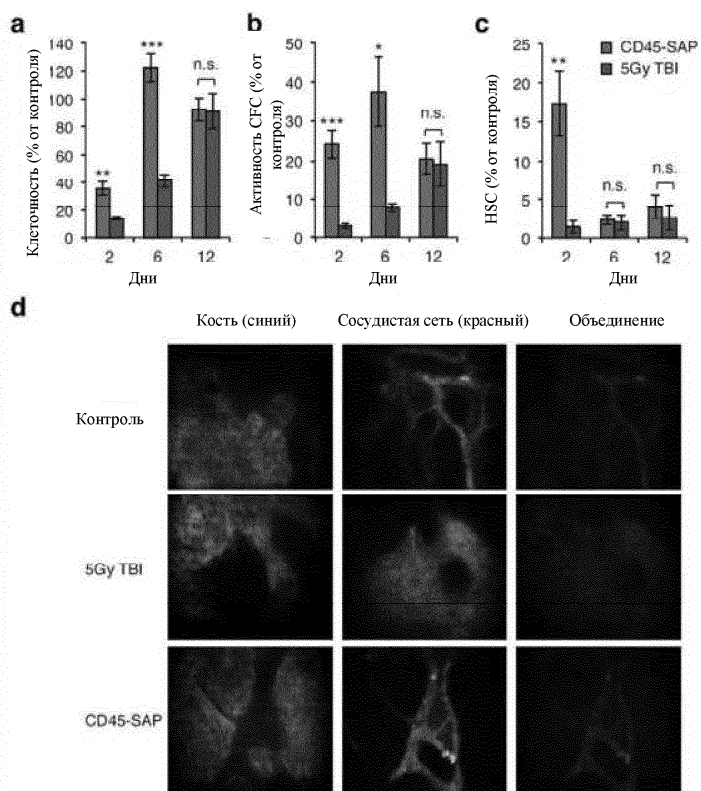 a
Клеточность (% от контроля)
140
120
100
80
60
40
20
0
**
***
n.s.
2 6 12
Дни
b
Активность CFC (% от
контроля)
50
40
30
20
10
0
***
*
n.s.
2 6 12
Дни
c
HSC (% от контроля)
25
20
15
10
5
0
**
n.s.
n.s.
CD45-SAP
5Gy TBI
2 6 12
Дни
d
Кость (синий) Сосудистая сеть (красный) Объединение
Контроль
5Gy TBI
CD45-SAP